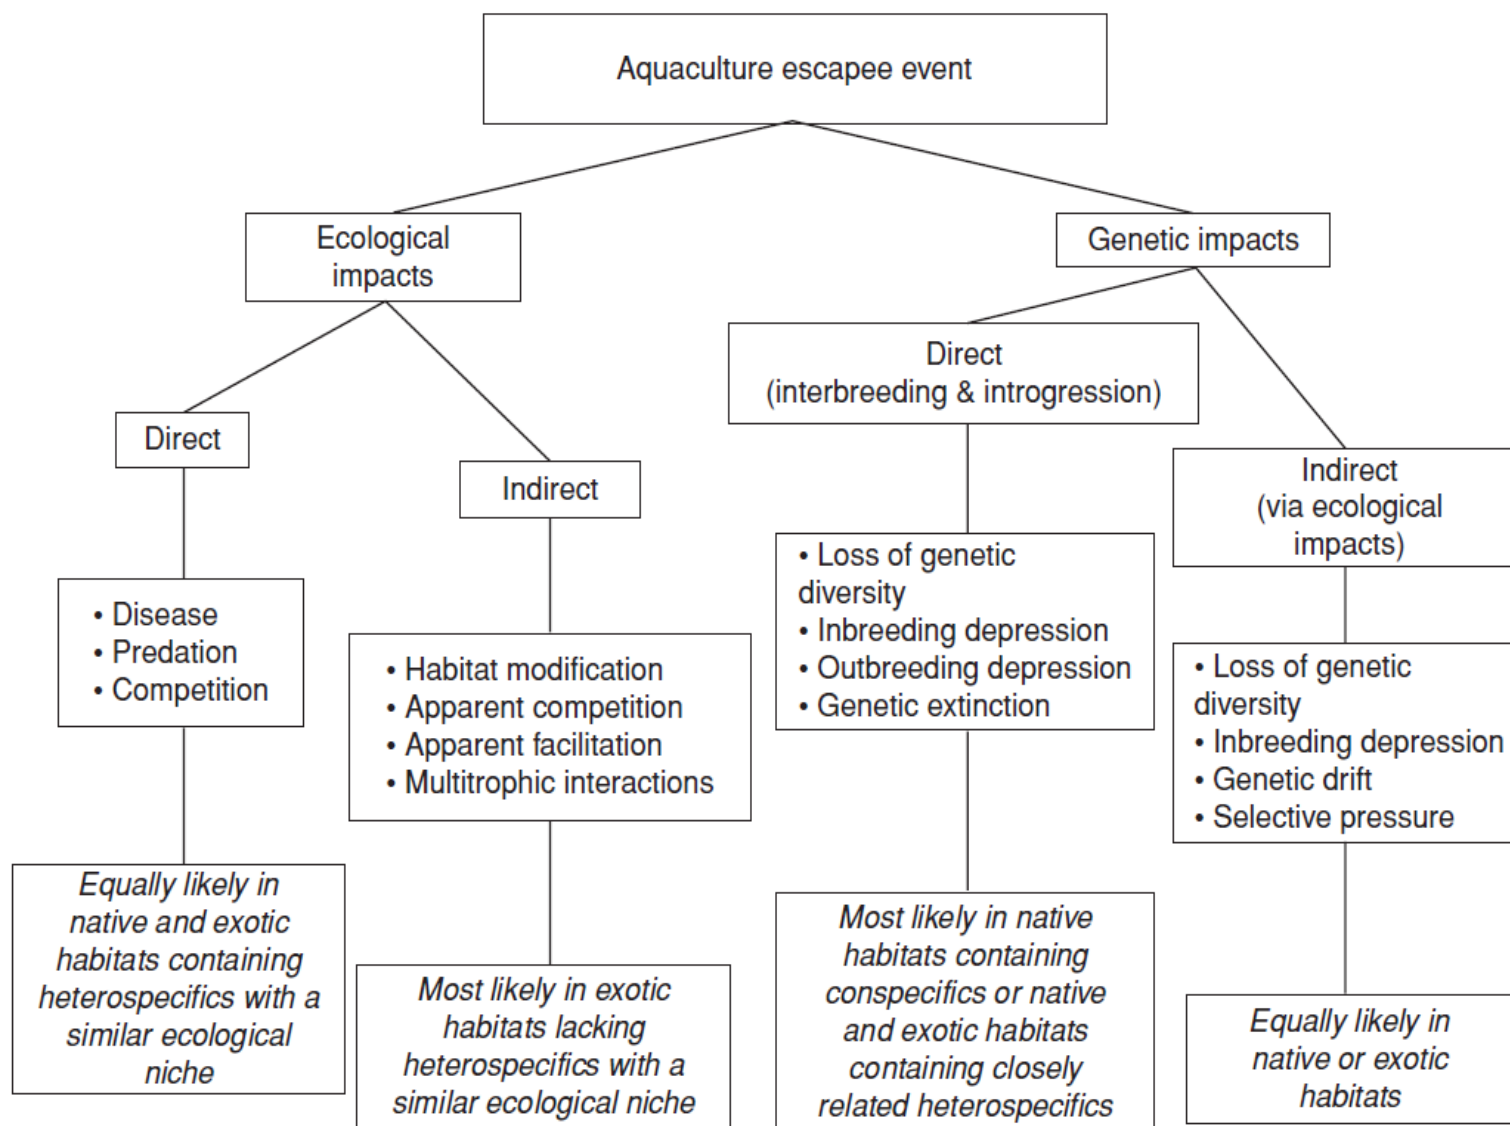 Aquaculture escapee event
Ecological
impacts
Genetic impacts
Direct
• Disease
• Predation
• Competition
Equally likely in
native and exotic
habitats containing
heterospecifics with a
similar ecological
niche
Indirect
• Habitat modification
• Apparent competition
• Apparent facilitation
• Multitrophic interactions
Most likely in exotic
habitats lacking
heterospecifics with a
similar ecological niche
Direct
(interbreeding & introgression)
• Loss of genetic
diversity
• Inbreeding depression
• Outbreeding depression
• Genetic extinction
Most likely in native
habitats containing
conspecifics or native
and exotic habitats
containing closely
related heterospecifics
Indirect
(via ecological
impacts)
• Loss of genetic
diversity
• Inbreeding depression
• Genetic drift
• Selective pressure
Equally likely in
native or exotic
habitats